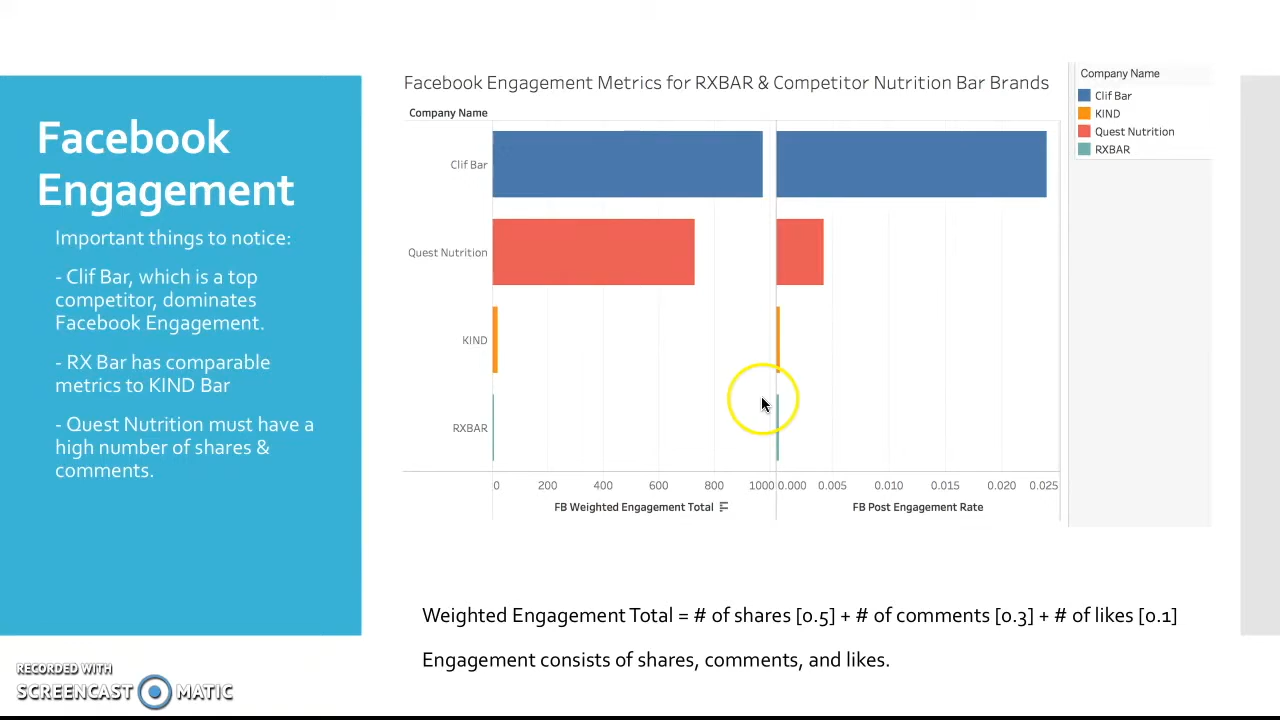 Facebook
Engagement
Important things to notice:
- Clif Bar, which is a top
competitor, dominates
Facebook Engagement.
- RX Bar has comparable
metrics to KIND Bar
- Quest Nutrition must have a
high number of shares &
comments.
Facebook Engagement Metrics for RXBAR & Competitor Nutrition Bar Brands
Company Name
Clif Bar
Quest Nutrition
KIND
RXBAR
0 200 400 600 800 1000 0.000 0.005 0.010 0.015 0.020 0.025
FB Weighted Engagement Total FB Post Engagement Rate
Company Name
Clif Bar
KIND
Quest Nutrition
RXBAR
Weighted Engagement Total = # of shares [0.5] + # of comments [0.3] + # of likes [0.1]
Engagement consists of shares, comments, and likes.
RECORDED WITH
SCREENCAST MATIC